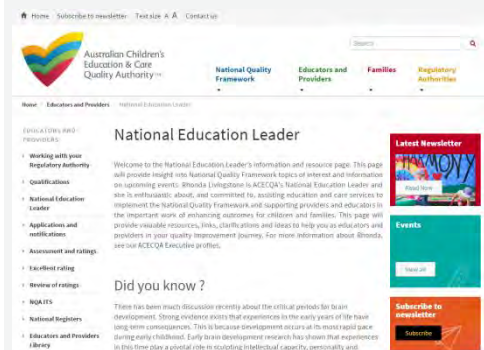 Home Subscribe to newsletter Text size A A Contact us
Search
Australian Children's
Education & Care
Quality Authority™
National Quality
Framework
Educators and
Providers
Families
Regulatory
Authorities
Home Educators and Providers National Education Leader
EDUCATORS AND
PROVIDERS
Working with your
Regulatory Authority
Qualifications
National Education
Leader
Applications and
notifications
Assessment and ratings
Excellent rating
Review of ratings
NQA ITS
National Registers
Educators and Providers
Library
National Education Leader
Welcome to the National Education Leader's information and resource page. This page
will provide insight into National Quality Framework topics of interest and information
on upcoming events. Rhonda Livingstone is ACECQA's National Education Leader and
she is enthusiastic about, and committed to, assisting education and care services to
implement the National Quality Framework and supporting providers and educators in
the important work of enhancing outcomes for children and families. This page will
provide valuable resources, links, clarifications and ideas to help you as educators and
providers in your quality improvement journey. For more information about Rhonda,
see our ACECQA Executive profiles.
Did you know ?
There has been much discussion recently about the critical periods for brain
development. Strong evidence exists that experiences in the early years of life have
long-term consequences. This is because development occurs at its most rapid pace
during early childhood. Early brain development research has shown that experiences
in this time play a pivotal role in sculpting intellectual capacity, personality and
Latest Newsletter
HARMONY
Read Now
Events
View all
Subscribe to
newsletter
Subscribe